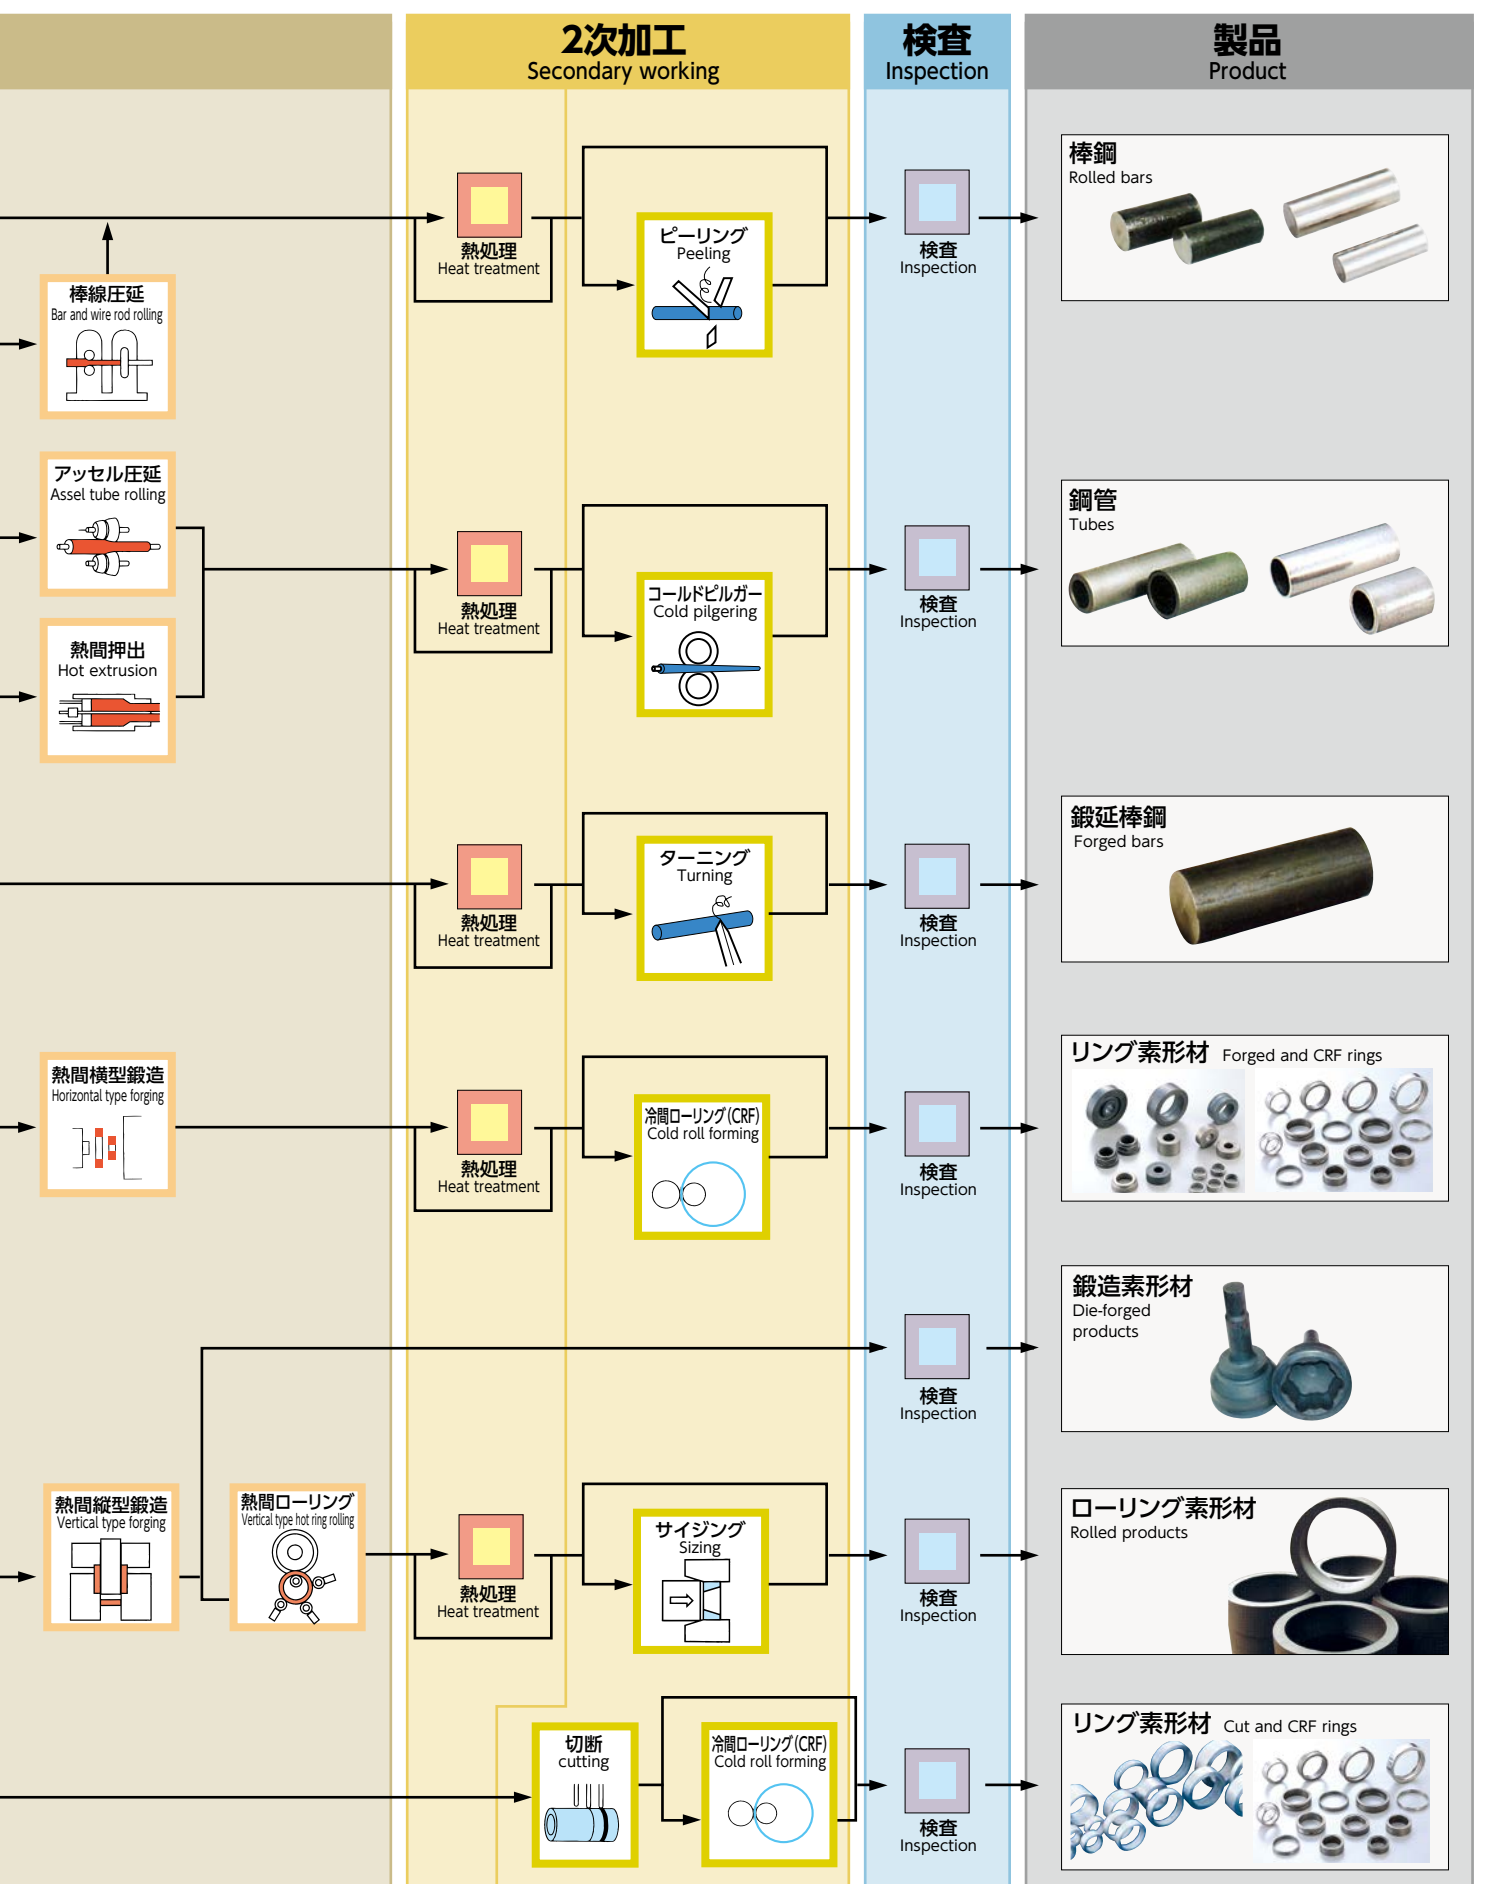 2次加工
Secondary working
検査
Inspection
製品
Product
熱処理
Heat treatment
ピーリング
Peeling
検査
Inspection
棒鋼
Rolled bars
棒線圧延
Bar and wire rod rolling
アッセル圧延
Assel tube rolling
熱間押出
Hot extrusion
熱処理
Heat treatment
コールドピルガー
Cold pilgering
検査
Inspection
鋼管
Tubes
熱処理
Heat treatment
ターニング
Turning
検査
Inspection
鍛延棒鋼
Forged bars
熱間横型鍛造
Horizontal type forging
熱処理
Heat treatment
冷間ローリング(CRF)
Cold roll forming
検査
Inspection
リング素形材 Forged and CRF rings
検査
Inspection
鍛造素形材
Die-forged
products
熱間縦型鍛造
Vertical type forging
熱間ローリング
Vertical type hot ring rolling
熱処理
Heat treatment
サイジング
Sizing
検査
Inspection
ローリング素形材
Rolled products
切断
cutting
冷間ローリング(CRF)
Cold roll forming
検査
Inspection
リング素形材 Cut and CRF rings